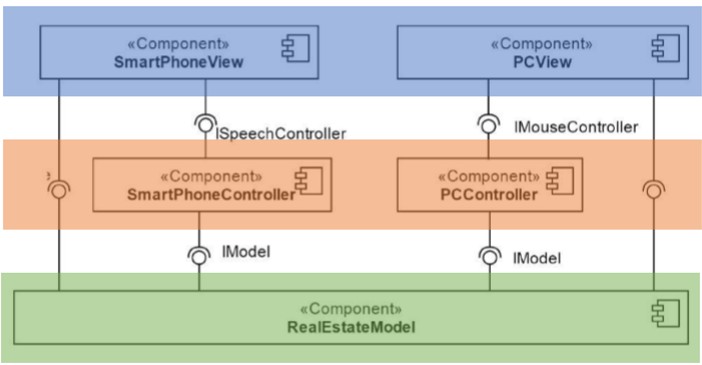 «Component»
SmartPhoneView
«Component»
PCView
ISpeechController
IMouseController
«Component»
SmartPhoneController
«Component»
PCController
IModel
IModel
«Component»
RealEstateModel